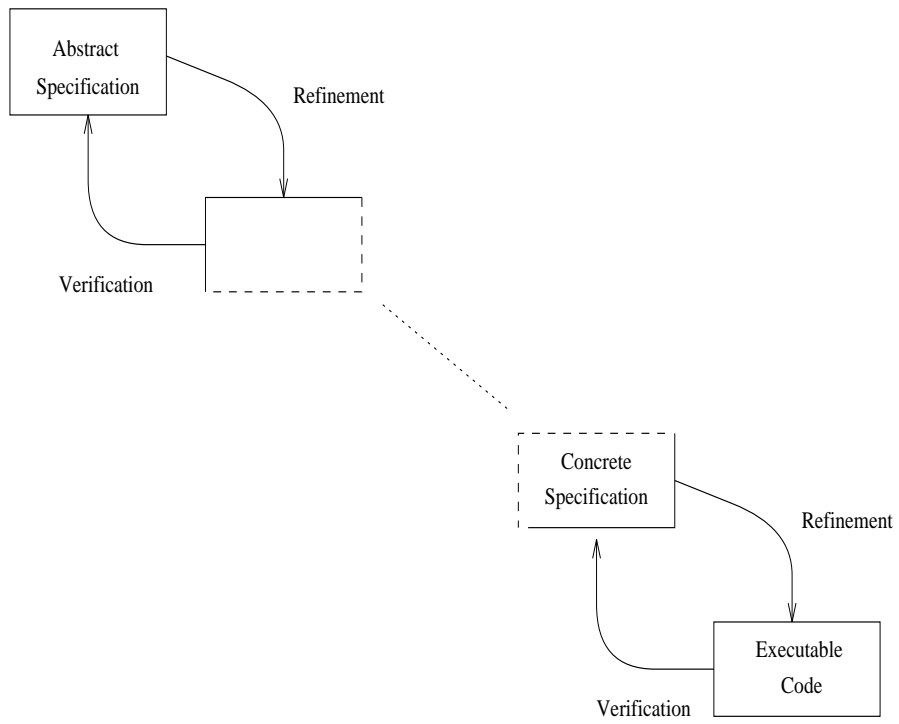 Abstract
Specification
Refinement
Verification
Concrete
Specification
Refinement
Executable
Code
Verification